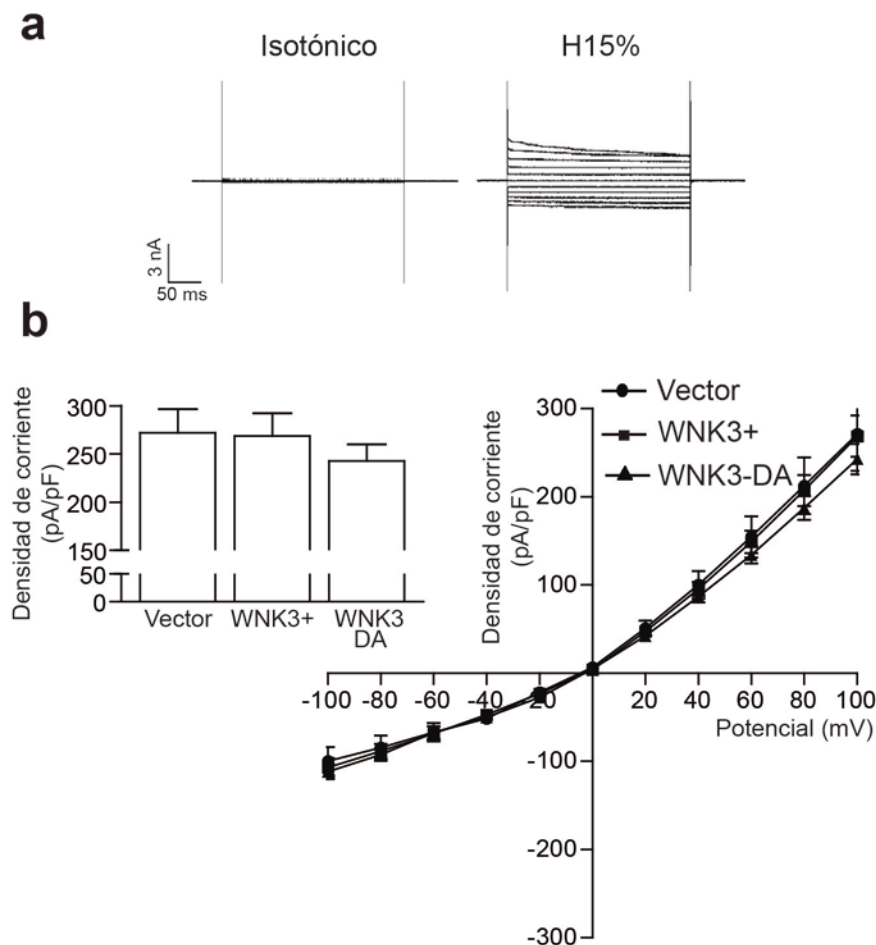 a
Isotónico
H15%
3 nA
50 ms
b
Densidad de corriente
(pA/pF)
300
250
200
150
50
0
Vector
WNK3+
WNK3
DA
Vector
WNK3+
WNK3-DA
Densidad de corriente
(pA/pF)
300
200
100
-100
-200
-300
-100 -80 -60 -40 -20 0 20 40 60 80 100
Potencial (mV)